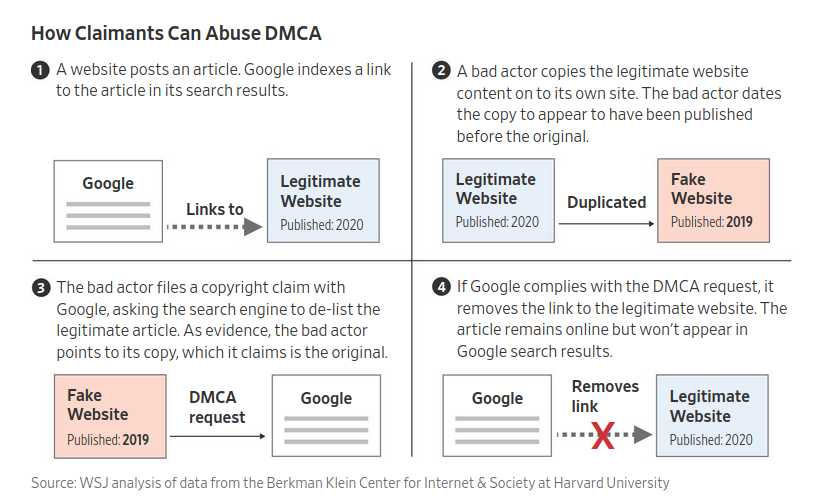 How Claimants Can Abuse DMCA
1 A website posts an article. Google indexes a link
to the article in its search results.
Google
Links to
Legitimate
Website
Published: 2020
2 A bad actor copies the legitimate website
content on to its own site. The bad actor dates
the copy to appear to have been published
before the original.
Legitimate
Website
Published: 2020
Duplicated
Fake
Website
Published: 2019
3 The bad actor files a copyright claim with
Google, asking the search engine to de-list the
legitimate article. As evidence, the bad actor
points to its copy, which it claims is the original.
Fake
Website
Published: 2019
DMCA
request
Google
4 If Google complies with the DMCA request, it
removes the link to the legitimate website. The
article remains online but won't appear in
Google search results.
Google
Removes
link
X
Legitimate
Website
Published: 2020
Source: WSJ analysis of data from the Berkman Klein Center for Internet & Society at Harvard University